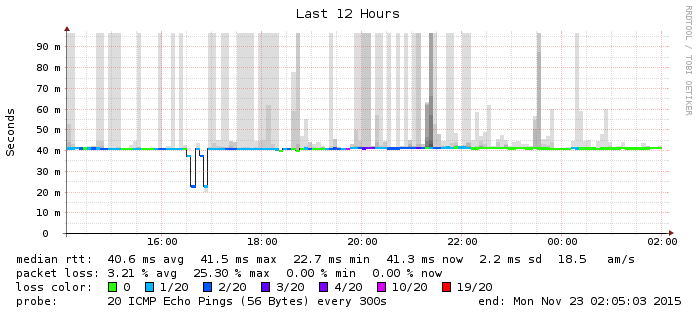 Last 12 Hours
RRDTOOL / TOBI OETIKER
Seconds
90 m
80 m
70 m
60 m
50 m
40 m
30 m
20 m
10 m
0 m
16:00 18:00 20:00 22:00 00:00 02:00
median rtt: 40.6 ms avg 41.5 ms max 22.7 ms min 41.3 ms now 2.2 ms sd 18.5 am/s
packet loss: 3.21 % avg 25.30 % max 0.00 % min 0.00 % now
loss color: 0 1/20 2/20 3/20 4/20 10/20 19/20
probe: 20 ICMP Echo Pings (56 Bytes) every 300s end: Mon Nov 23 02:05:03 2015